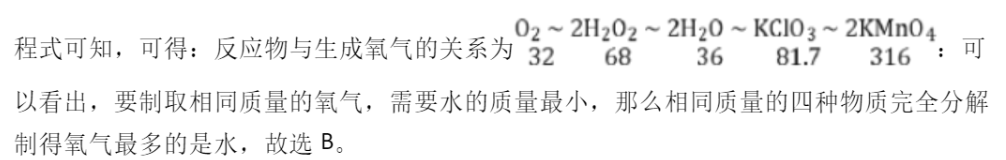 程式可知，可得：反应物与生成氧气的关系为 O₂ ~ 2H₂O₂ ~ 2H₂O ~ KClO₃ ~ 2KMnO₄ ：可
32 68 36 81.7 316
以看出，要制取相同质量的氧气，需要水的质量最小，那么相同质量的四种物质完全分解
制得氧气最多的是水，故选 B。